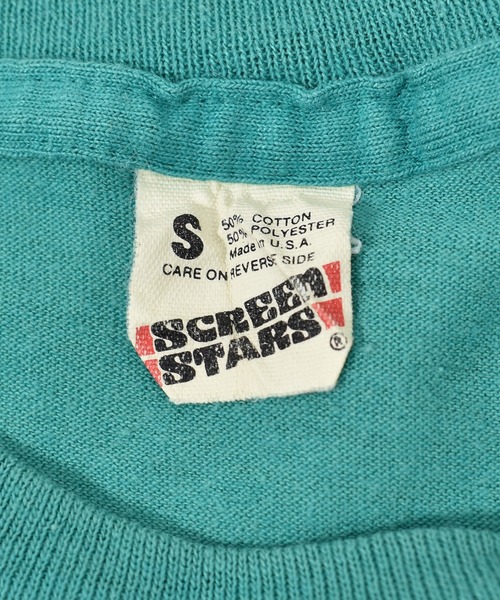 S
50% COTTON
50% POLYESTER
Made in U.S.A.
CARE ON REVERSE SIDE
SCREEN
STARS
®